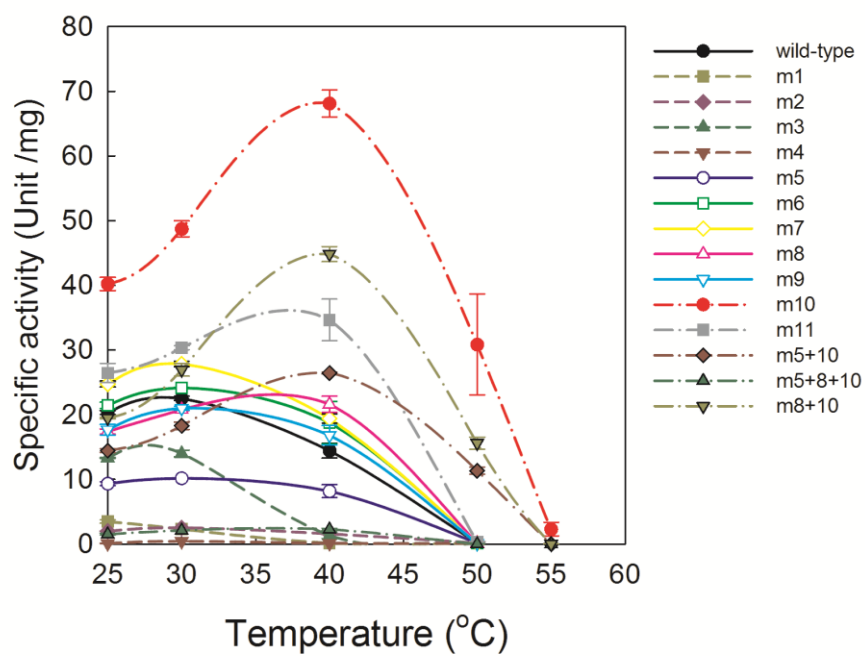 80
70
60
50
40
30
20
10
0
25
30
35
40
45
50
55
60
Specific activity (Unit /mg)
Temperature (°C)
wild-type
m1
m2
m3
m4
m5
m6
m7
m8
m9
m10
m11
m5+10
m5+8+10
m8+10